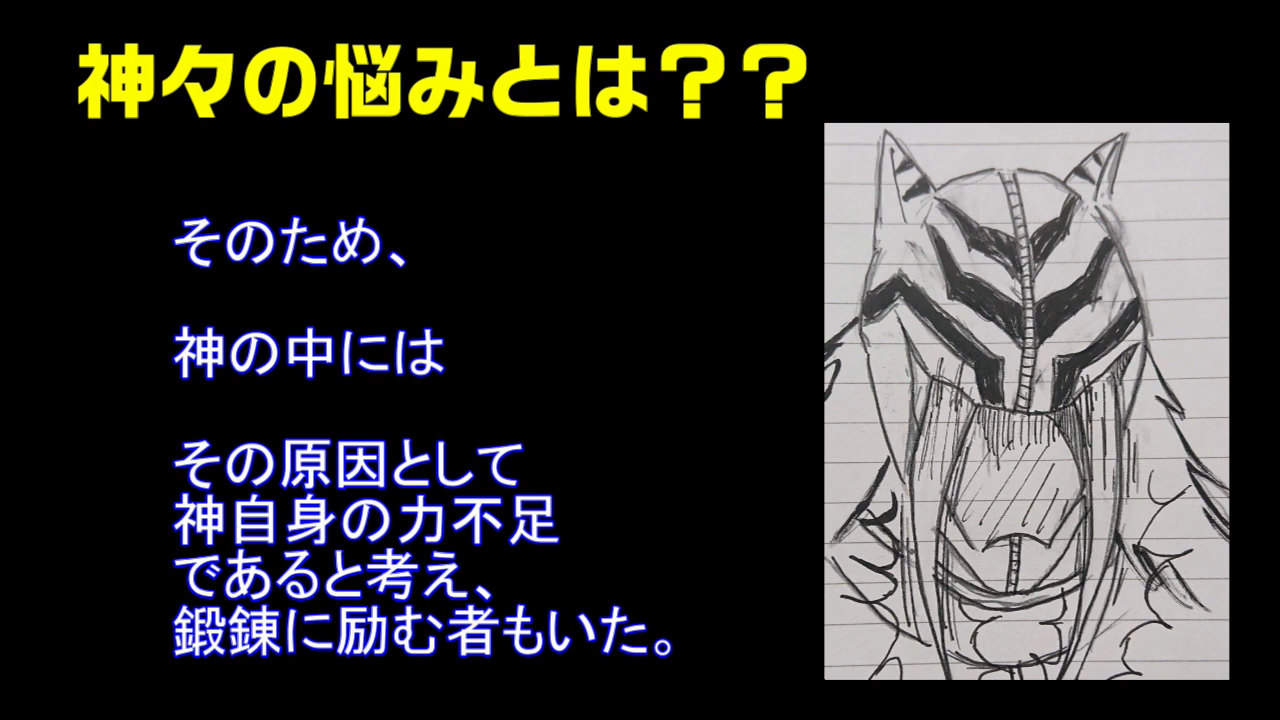 神々の悩みとは？？
そのため、
神の中には
その原因として
神自身の力不足
であると考え、
鍛錬に励む者もいた。